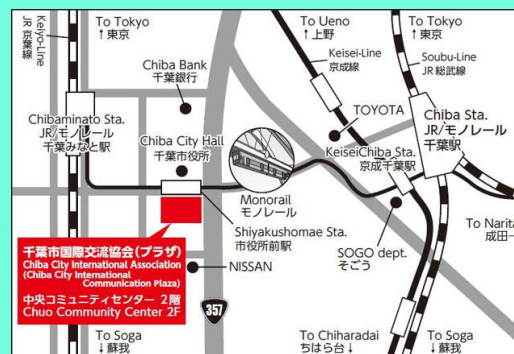 Keiyo-Line
JR 京葉線
To Tokyo
↑東京
To Ueno
↑上野
To Tokyo
↑東京
Keisei-Line
京成線
Soubu-Line
JR 総武線
Chiba Bank
千葉銀行
TOYOTA
Chibaminato Sta.
JR/モノレール
千葉みなと駅
Chiba City Hall
千葉市役所
Chiba Sta.
JR/モノレール
千葉駅
KeiseiChiba Sta.
京成千葉駅
Monorail
モノレール
Shiyakushomae Sta.
市役所前駅
SOGO dept.
そごう
To Narita
成田→
千葉市国際交流協会(プラザ)
Chiba City International Association
(Chiba City International
Communication Plaza)
中央コミュニティセンター 2階
Chuo Community Center 2F
NISSAN
357
To Soga
↓蘇我
To Chiharadai
ちはら台↓
To Soga
↓蘇我